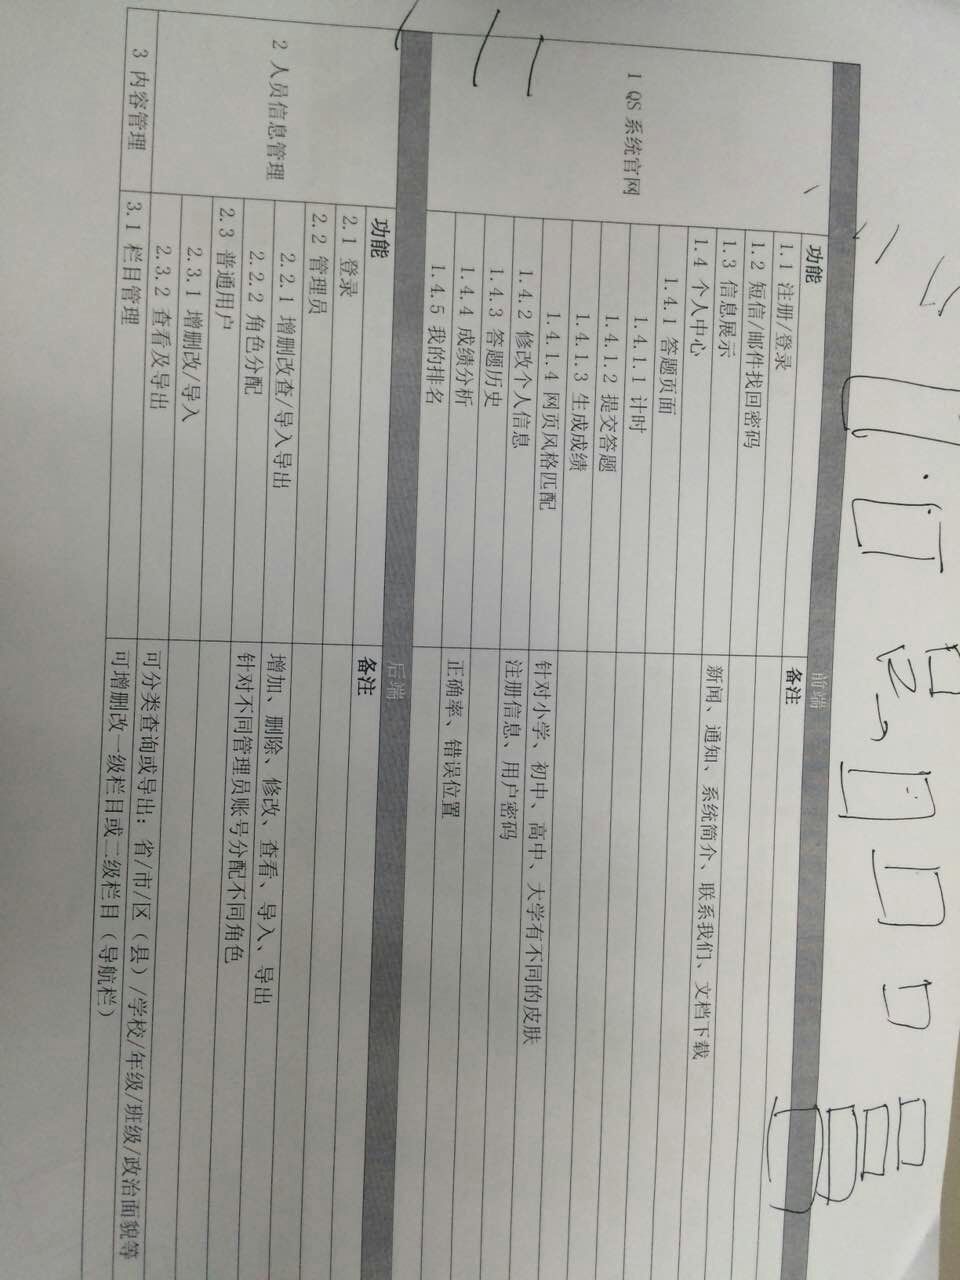 前端
1 QS 系统官网
功能 备注
1.1 注册/登录
1.2 短信/邮件找回密码
1.3 信息展示 新闻、通知、系统简介、联系我们、文档下载
1.4 个人中心
1.4.1 答题页面
1.4.1.1 计时
1.4.1.2 提交答题
1.4.1.3 生成成绩
1.4.1.4 网页风格匹配 针对小学、初中、高中、大学有不同的皮肤
1.4.2 修改个人信息 注册信息、用户密码
1.4.3 答题历史
1.4.4 成绩分析 正确率、错误位置
1.4.5 我的排名
后端
2 人员信息管理
功能 备注
2.1 登录
2.2 管理员
2.2.1 增删改查/导入导出 增加、删除、修改、查看、导入、导出
2.2.2 角色分配 针对不同管理员账号分配不同角色
2.3 普通用户
2.3.1 增删改/导入
2.3.2 查看及导出 可分类查询或导出：省/市/区（县）/学校/年级/班级/政治面貌等
3 内容管理
3.1 栏目管理 可增删改一级栏目或二级栏目（导航栏）